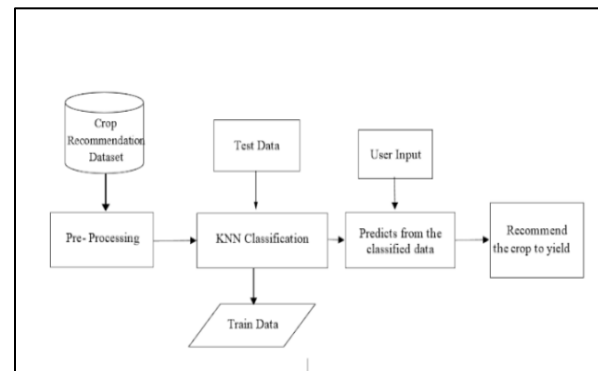 Crop
Recommendation
Dataset
Test Data
User Input
Pre- Processing
KNN Classification
Predicts from the
classified data
Recommend
the crop to yield
Train Data